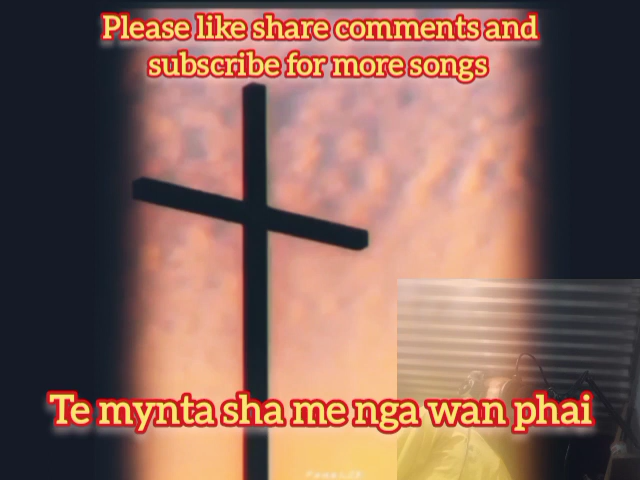 Please like share comments and
subscribe for more songs
Te mynta sha me nga wan phai